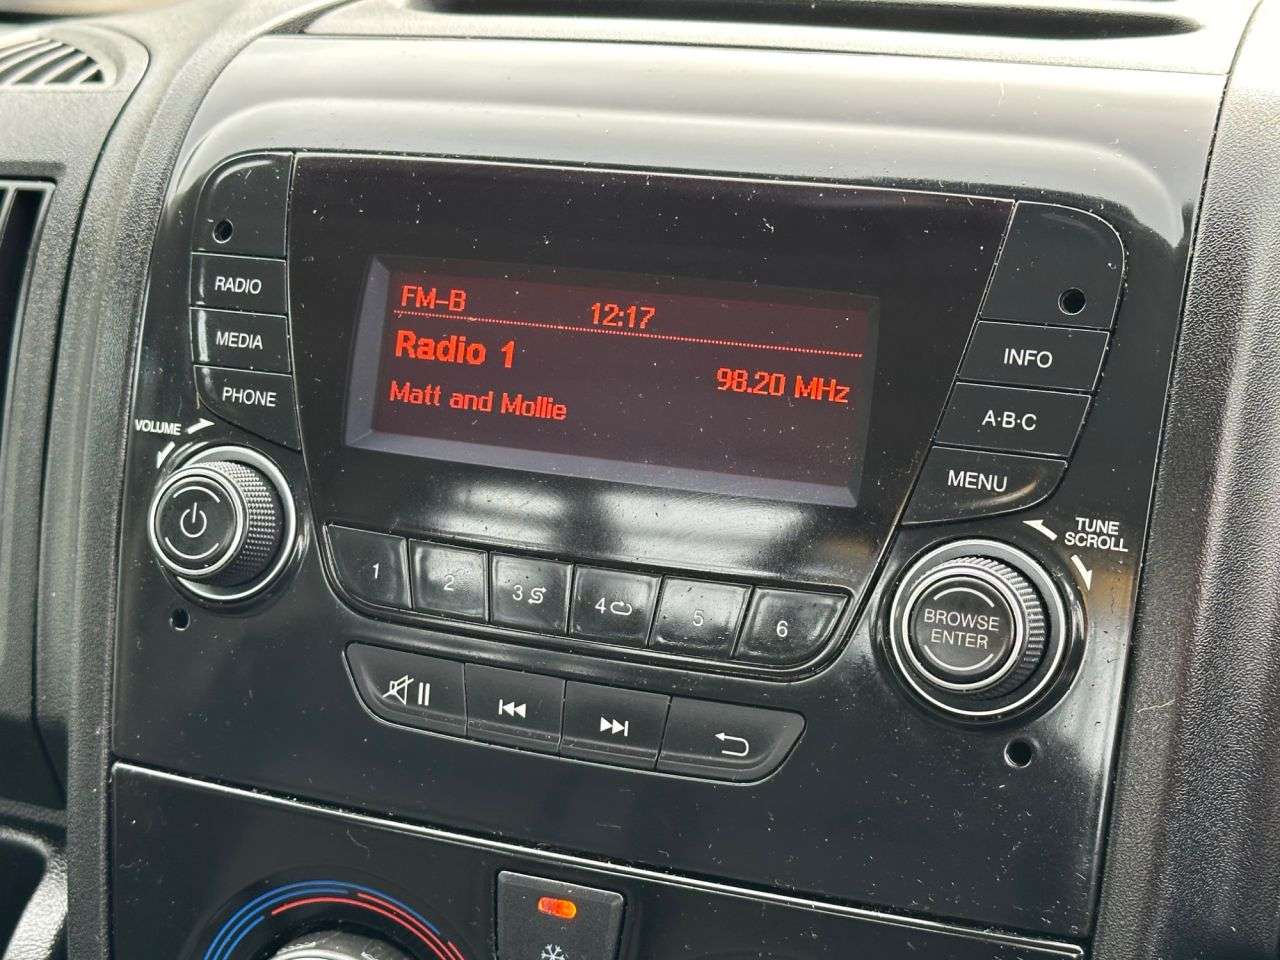 FM-B
12:17
Radio 1
98.20 MHz
Matt and Mollie
RADIO
MEDIA
PHONE
VOLUME
INFO
A·B·C
MENU
TUNE
SCROLL
BROWSE
ENTER
1
2
3
4
5
6